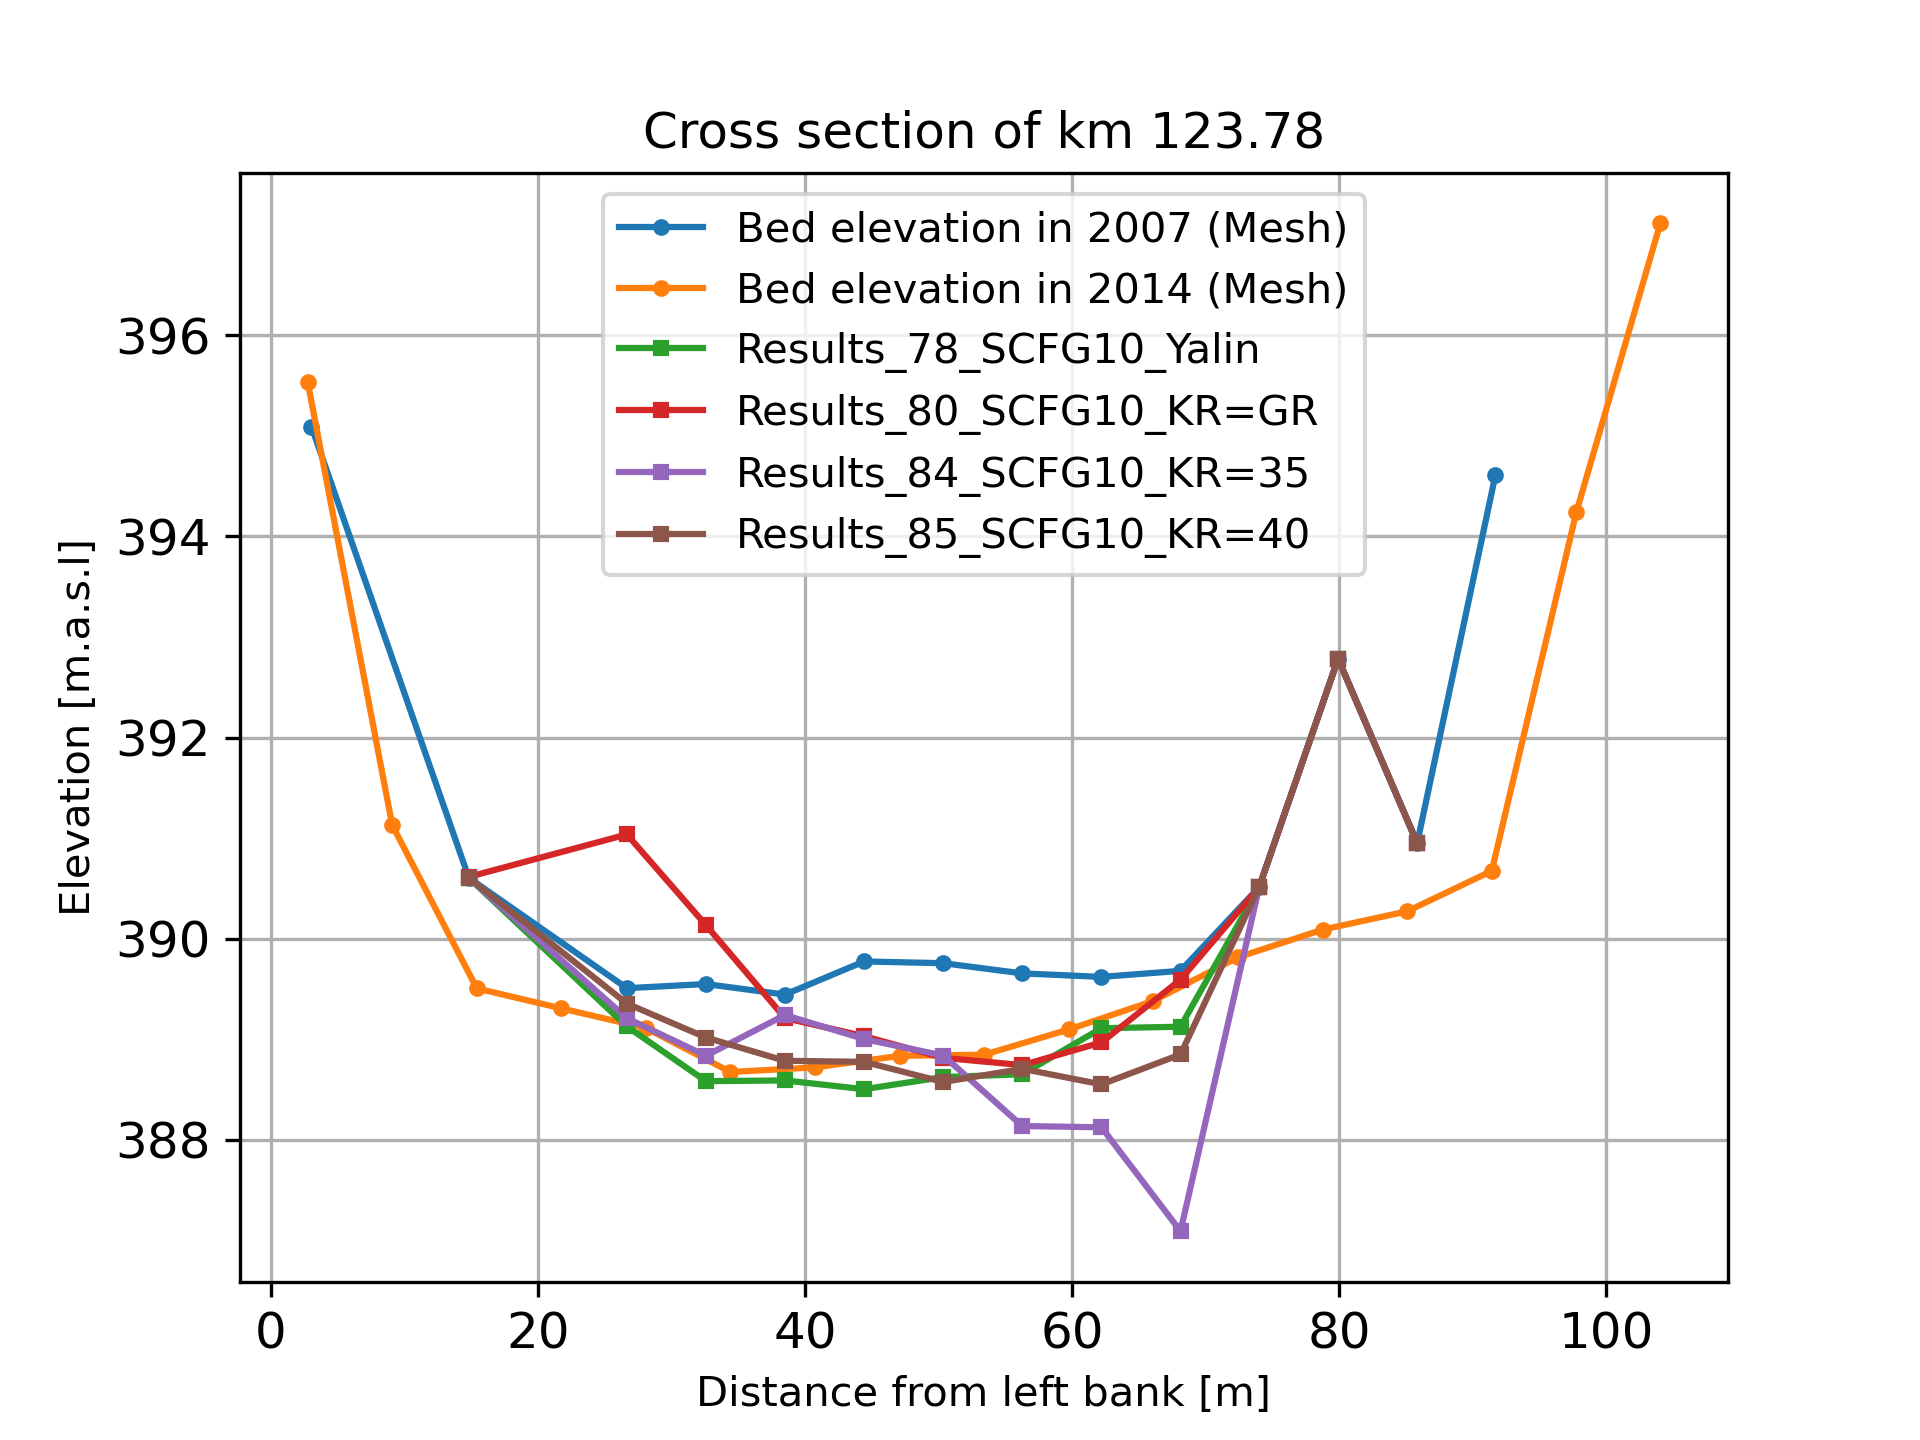 Cross section of km 123.78
Bed elevation in 2007 (Mesh)
Bed elevation in 2014 (Mesh)
Results_78_SCFG10_Yalin
Results_80_SCFG10_KR=GR
Results_84_SCFG10_KR=35
Results_85_SCFG10_KR=40
Elevation [m.a.s.l]
396
394
392
390
388
0 20 40 60 80 100
Distance from left bank [m]